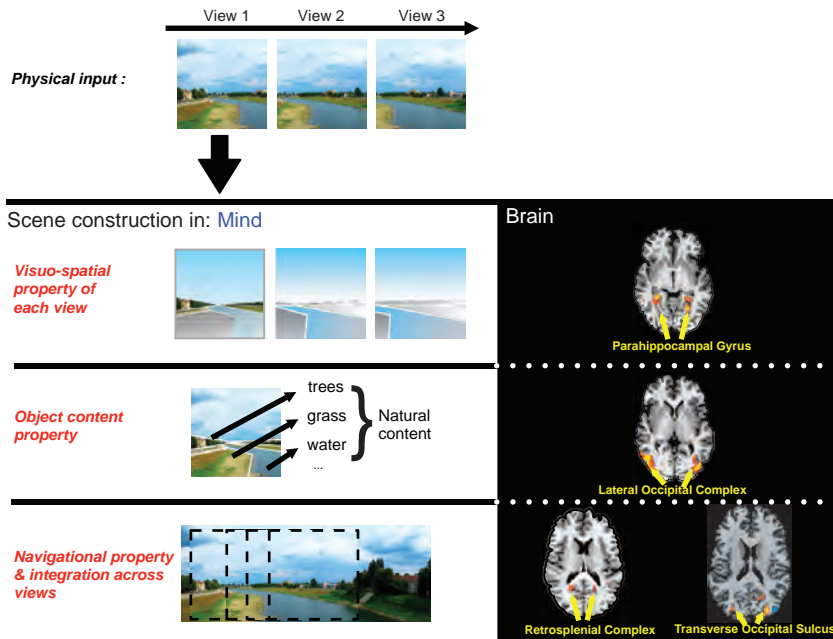 View 1 View 2 View 3
Physical input :
Scene construction in: Mind
Brain
Visuo-spatial
property of
each view
Parahippocampal Gyrus
Object content
property
trees
grass
water
...
Natural
content
Lateral Occipital Complex
Navigational property
& integration across
views
Retrosplenial Complex
Transverse Occipital Sulcus